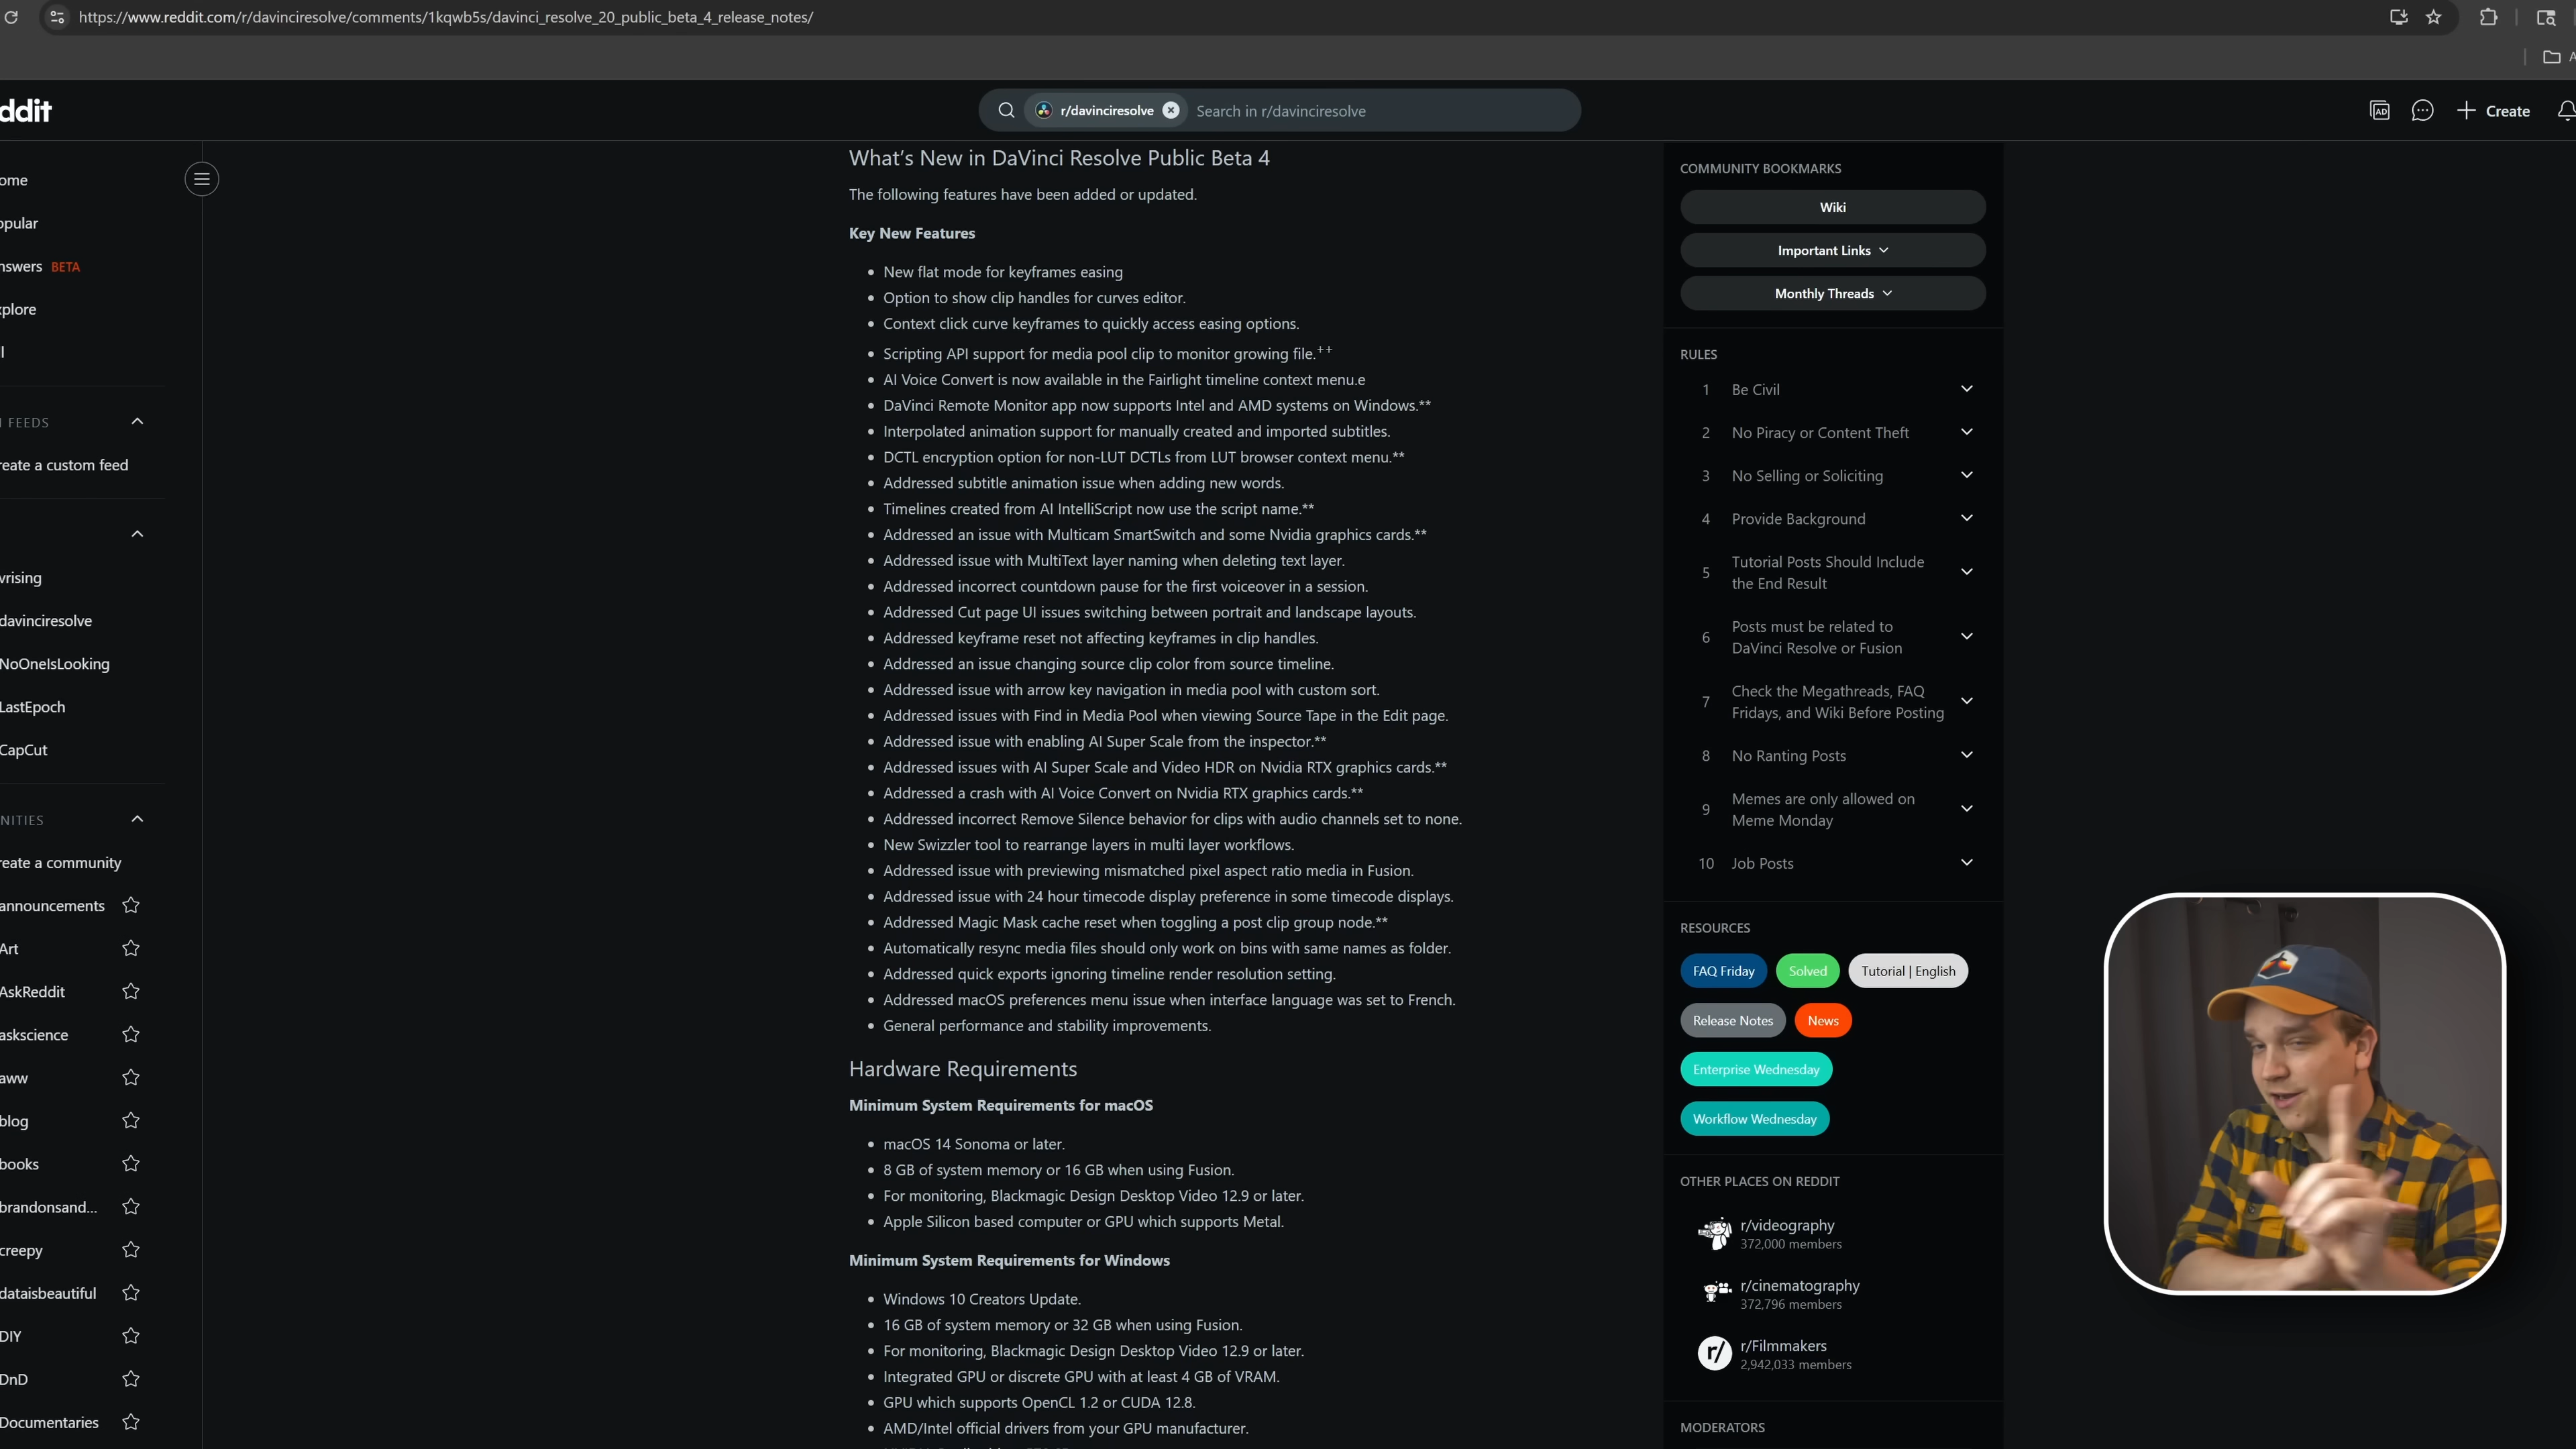 https://www.reddit.com/r/davinciresolve/comments/1kqwb5s/davinci_resolve_20_public_beta_4_release_notes/
A
ddit
r/davinciresolve
Search in r/davinciresolve
AD
Create
ome
opular
nswers BETA
xplore
l
FEEDS
reate a custom feed
vrising
davinciresolve
NoOneIsLooking
LastEpoch
CapCut
NITIES
reate a community
announcements
Art
AskReddit
askscience
aww
blog
books
brandonsand...
creepy
dataisbeautiful
DIY
DnD
Documentaries
What's New in DaVinci Resolve Public Beta 4
The following features have been added or updated.
Key New Features
• New flat mode for keyframes easing
• Option to show clip handles for curves editor.
• Context click curve keyframes to quickly access easing options.
• Scripting API support for media pool clip to monitor growing file.++
• AI Voice Convert is now available in the Fairlight timeline context menu.e
• DaVinci Remote Monitor app now supports Intel and AMD systems on Windows.**
• Interpolated animation support for manually created and imported subtitles.
• DCTL encryption option for non-LUT DCTLs from LUT browser context menu.**
• Addressed subtitle animation issue when adding new words.
• Timelines created from AI IntelliScript now use the script name.**
• Addressed an issue with Multicam SmartSwitch and some Nvidia graphics cards.**
• Addressed issue with MultiText layer naming when deleting text layer.
• Addressed incorrect countdown pause for the first voiceover in a session.
• Addressed Cut page UI issues switching between portrait and landscape layouts.
• Addressed keyframe reset not affecting keyframes in clip handles.
• Addressed an issue changing source clip color from source timeline.
• Addressed issue with arrow key navigation in media pool with custom sort.
• Addressed issues with Find in Media Pool when viewing Source Tape in the Edit page.
• Addressed issue with enabling AI Super Scale from the inspector.**
• Addressed issues with AI Super Scale and Video HDR on Nvidia RTX graphics cards.**
• Addressed a crash with AI Voice Convert on Nvidia RTX graphics cards.**
• Addressed incorrect Remove Silence behavior for clips with audio channels set to none.
• New Swizzler tool to rearrange layers in multi layer workflows.
• Addressed issue with previewing mismatched pixel aspect ratio media in Fusion.
• Addressed issue with 24 hour timecode display preference in some timecode displays.
• Addressed Magic Mask cache reset when toggling a post clip group node.**
• Automatically resync media files should only work on bins with same names as folder.
• Addressed quick exports ignoring timeline render resolution setting.
• Addressed macOS preferences menu issue when interface language was set to French.
• General performance and stability improvements.
Hardware Requirements
Minimum System Requirements for macOS
• macOS 14 Sonoma or later.
• 8 GB of system memory or 16 GB when using Fusion.
• For monitoring, Blackmagic Design Desktop Video 12.9 or later.
• Apple Silicon based computer or GPU which supports Metal.
Minimum System Requirements for Windows
• Windows 10 Creators Update.
• 16 GB of system memory or 32 GB when using Fusion.
• For monitoring, Blackmagic Design Desktop Video 12.9 or later.
• Integrated GPU or discrete GPU with at least 4 GB of VRAM.
• GPU which supports OpenCL 1.2 or CUDA 12.8.
• AMD/Intel official drivers from your GPU manufacturer.
COMMUNITY BOOKMARKS
Wiki
Important Links
Monthly Threads
RULES
1 Be Civil
2 No Piracy or Content Theft
3 No Selling or Soliciting
4 Provide Background
5 Tutorial Posts Should Include
the End Result
6 Posts must be related to
DaVinci Resolve or Fusion
7 Check the Megathreads, FAQ
Fridays, and Wiki Before Posting
8 No Ranting Posts
9 Memes are only allowed on
Meme Monday
10 Job Posts
RESOURCES
FAQ Friday Solved Tutorial | English
Release Notes News
Enterprise Wednesday
Workflow Wednesday
OTHER PLACES ON REDDIT
r/videography
372,000 members
r/cinematography
372,796 members
r/
r/Filmmakers
2,942,033 members
MODERATORS